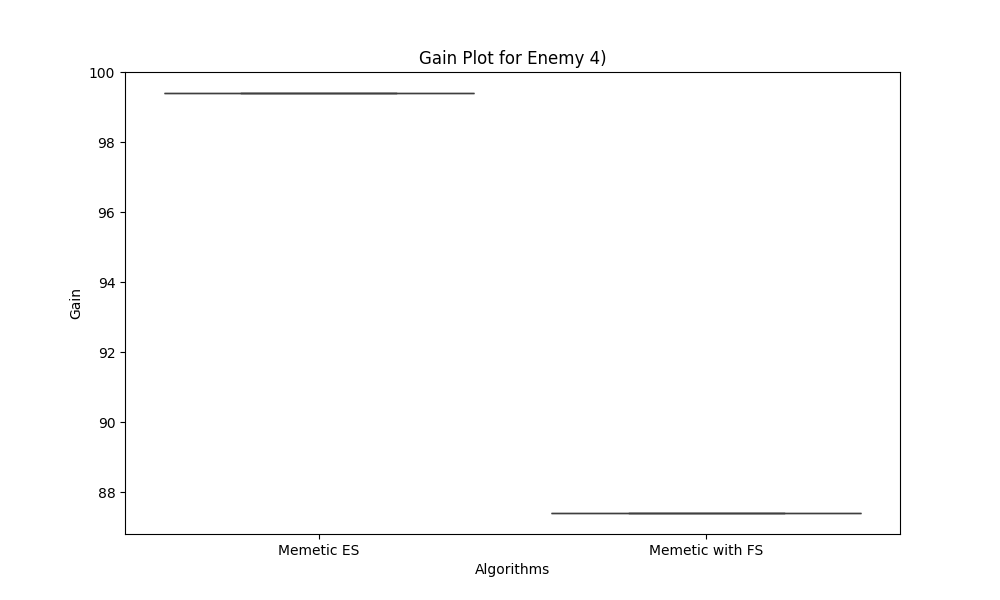 Gain Plot for Enemy 4)
100
98
96
94
92
90
88
Gain
Memetic ES
Memetic with FS
Algorithms